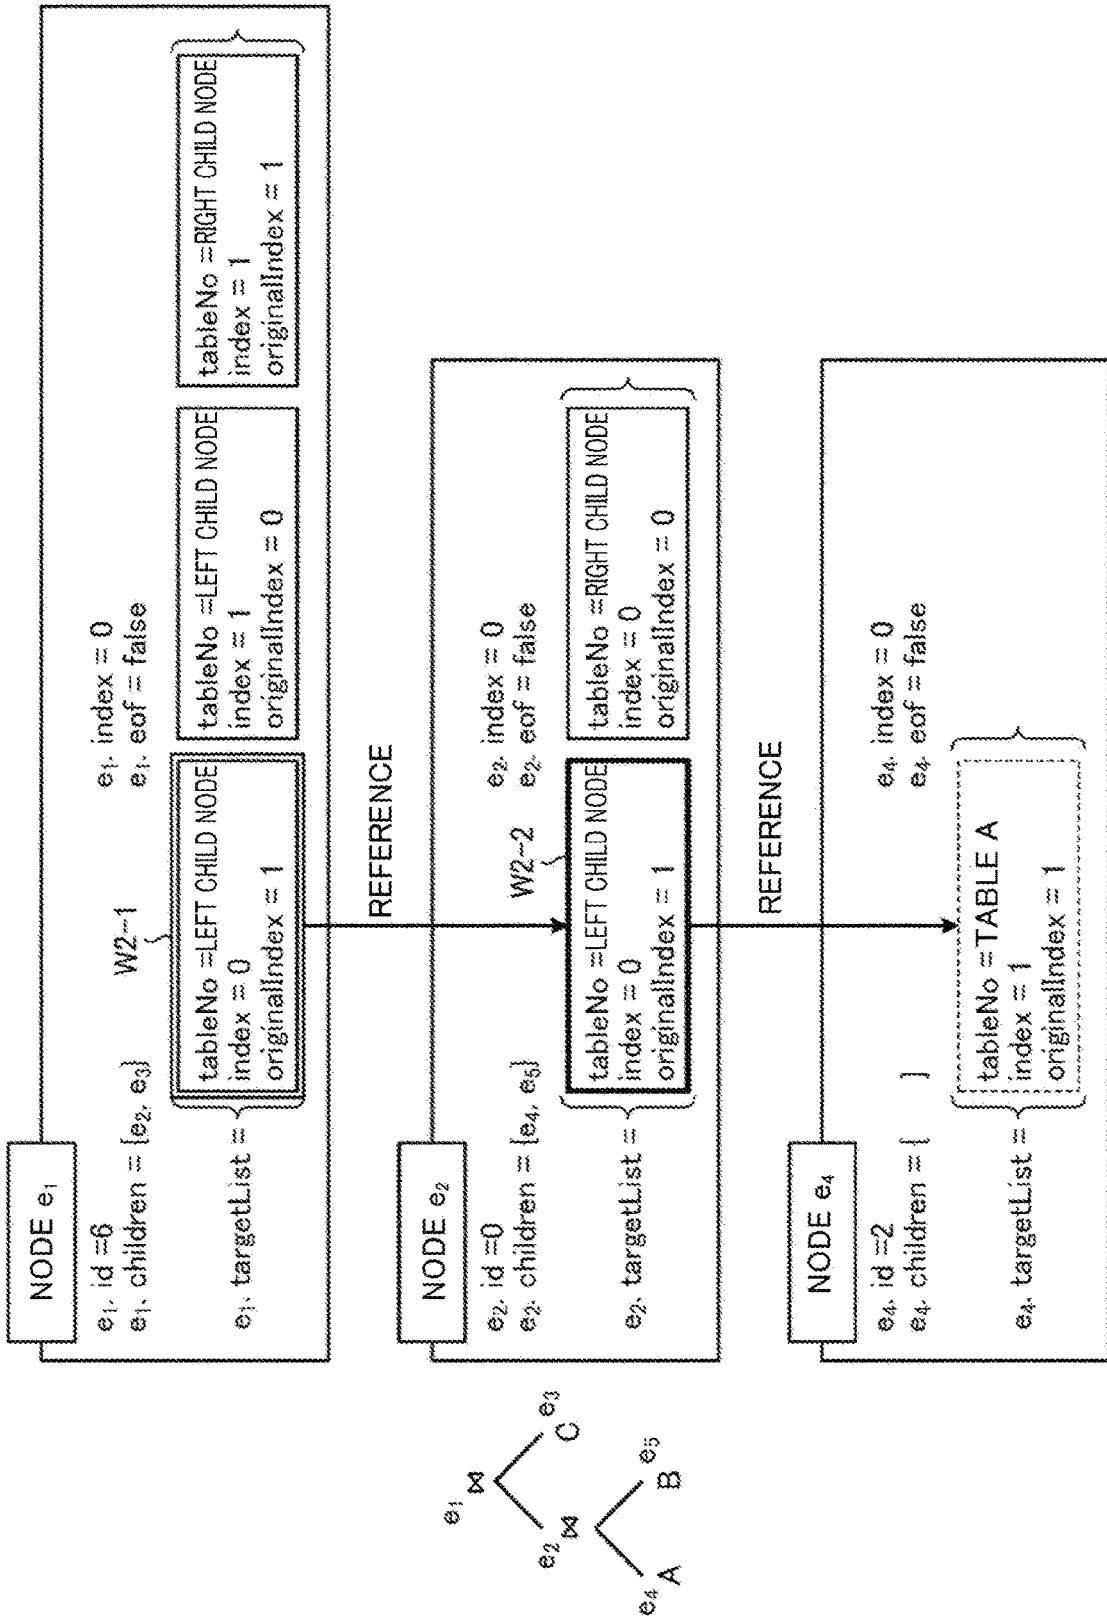 NODE e1
e1. id =6
e1. children = {e2, e3}
e1. index = 0
e1. eof = false
W2-1
e1. targetList =
tableNo =LEFT CHILD NODE
index = 0
originalIndex = 1
tableNo =LEFT CHILD NODE
index = 1
originalIndex = 0
tableNo =RIGHT CHILD NODE
index = 1
originalIndex = 1
REFERENCE
NODE e2
e2. id =0
e2. children = {e4, e5}
e2. index = 0
e2. eof = false
W2-2
e2. targetList =
tableNo =LEFT CHILD NODE
index = 0
originalIndex = 1
tableNo =RIGHT CHILD NODE
index = 0
originalIndex = 0
REFERENCE
NODE e4
e4. id =2
e4. children = { }
e4. index = 0
e4. eof = false
e4. targetList =
tableNo =TABLE A
index = 1
originalIndex = 1
e1 ⋈
e3
C
e2 ⋈
e5
B
e4
A